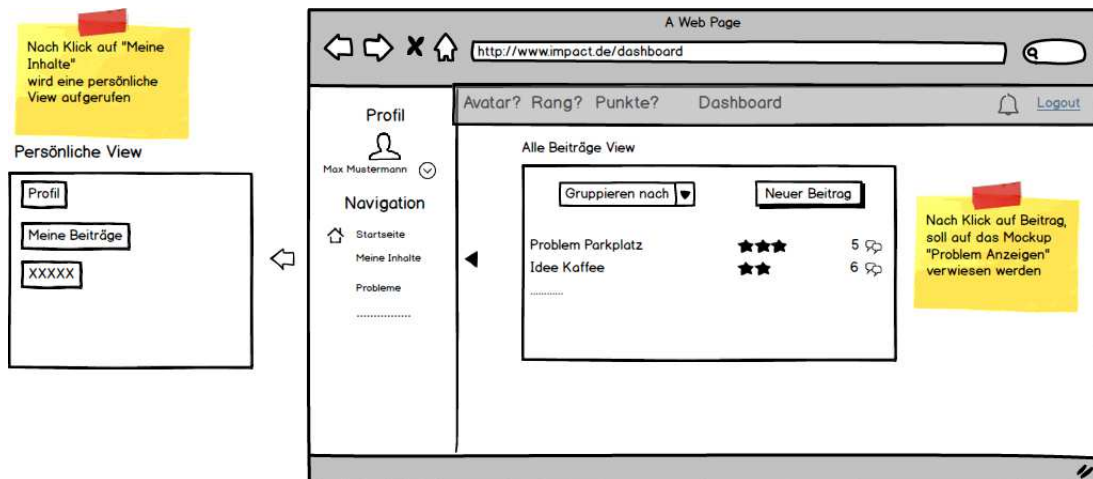 Nach Klick auf "Meine
Inhalte"
wird eine persönliche
View aufgerufen
Persönliche View
Profil
Meine Beiträge
XXXXX
A Web Page
http://www.impact.de/dashboard
Profil
Max Mustermann
Navigation
Startseite
Meine Inhalte
Probleme
................
Avatar? Rang? Punkte? Dashboard Logout
Alle Beiträge View
Gruppieren nach Neuer Beitrag
Problem Parkplatz 5
Idee Kaffee 6
............
Nach Klick auf Beitrag,
soll auf das Mockup
"Problem Anzeigen"
verwiesen werden